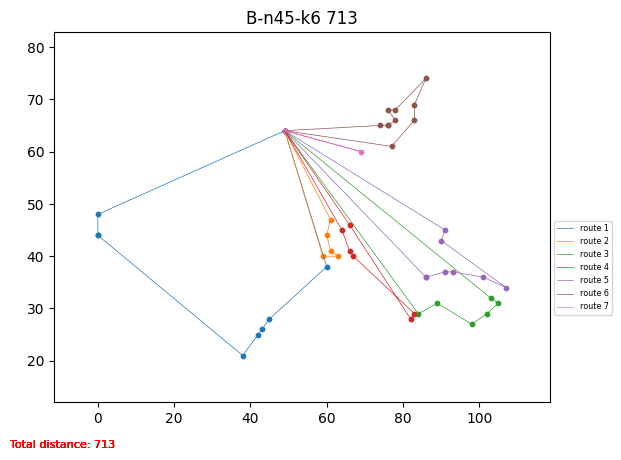 B-n45-k6 713
80
70
60
50
40
30
20
0 20 40 60 80 100
route 1
route 2
route 3
route 4
route 5
route 6
route 7
Total distance: 713